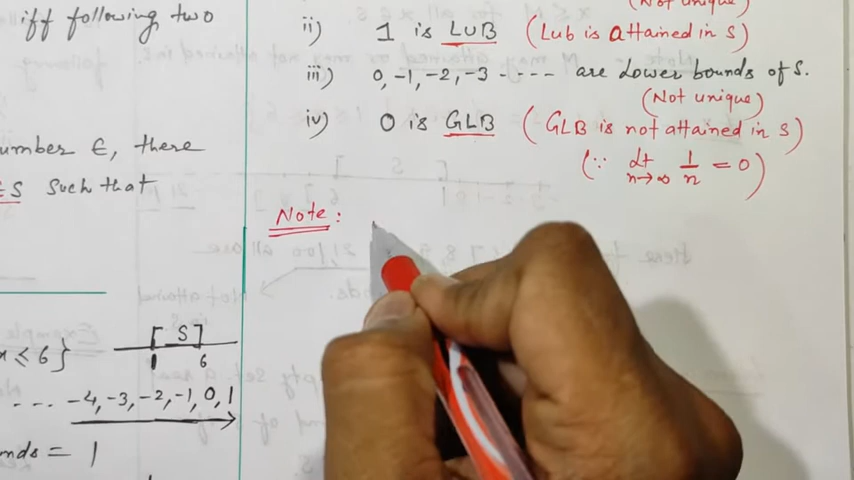 iff following two
umber ϵ, there
∈ S such that
x ≤ 6}
[ S ]
1 6
.... -4, -3, -2, -1, 0, 1
nds = 1
(Not unique)
ii) 1 is LUB (Lub is attained in S)
iii) 0, -1, -2, -3 ---- are Lower bounds of S.
(Not unique)
iv) 0 is GLB (GLB is not attained in S)
(∵ lt n→∞ 1/n = 0)
Note: